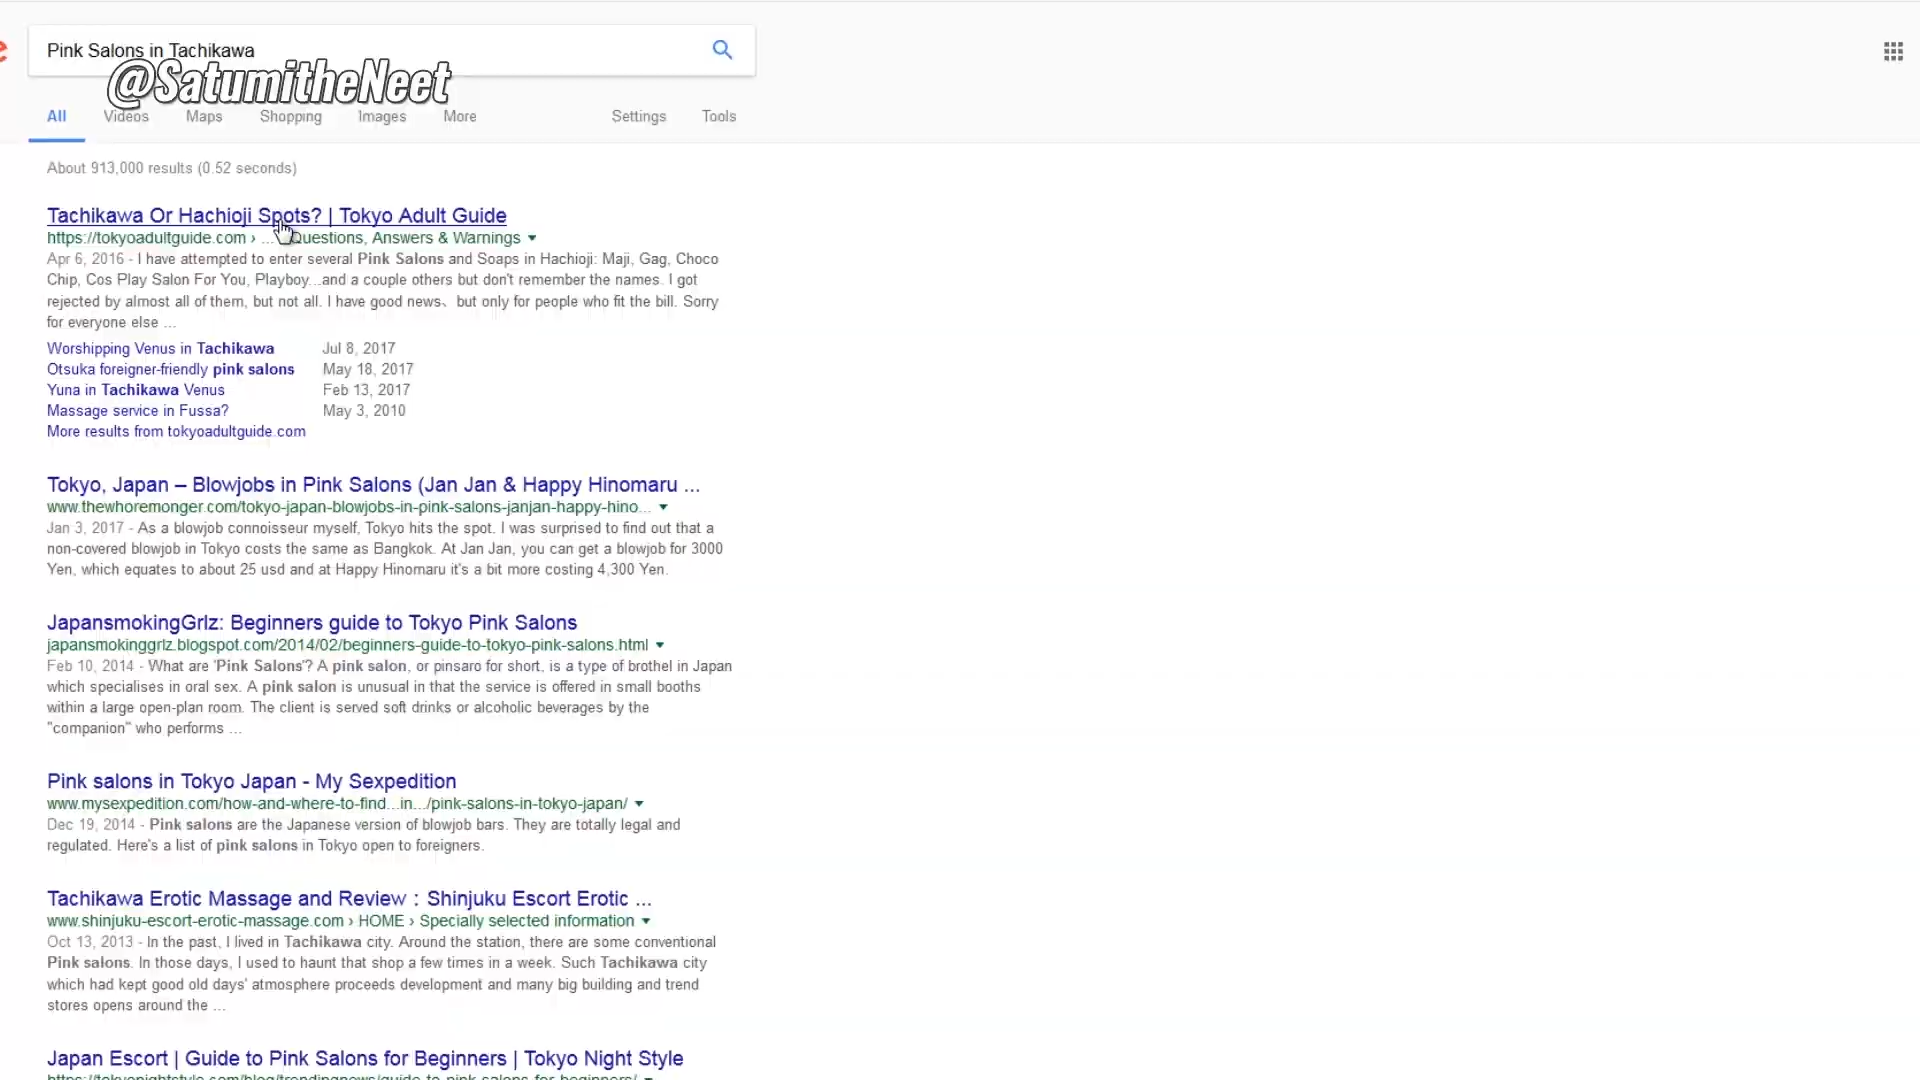 Pink Salons in Tachikawa
@SatumitheNeet
All Videos Maps Shopping Images More Settings Tools
About 913,000 results (0.52 seconds)
Tachikawa Or Hachioji Spots? | Tokyo Adult Guide
https://tokyoadultguide.com › ... Questions, Answers & Warnings
Apr 6, 2016 - I have attempted to enter several Pink Salons and Soaps in Hachioji: Maji, Gag, Choco
Chip, Cos Play Salon For You, Playboy...and a couple others but don't remember the names. I got
rejected by almost all of them, but not all. I have good news、 but only for people who fit the bill. Sorry
for everyone else ...
Worshipping Venus in Tachikawa Jul 8, 2017
Otsuka foreigner-friendly pink salons May 18, 2017
Yuna in Tachikawa Venus Feb 13, 2017
Massage service in Fussa? May 3, 2010
More results from tokyoadultguide.com
Tokyo, Japan – Blowjobs in Pink Salons (Jan Jan & Happy Hinomaru ...
www.thewhoremonger.com/tokyo-japan-blowjobs-in-pink-salons-janjan-happy-hino...
Jan 3, 2017 - As a blowjob connoisseur myself, Tokyo hits the spot. I was surprised to find out that a
non-covered blowjob in Tokyo costs the same as Bangkok. At Jan Jan, you can get a blowjob for 3000
Yen, which equates to about 25 usd and at Happy Hinomaru it's a bit more costing 4,300 Yen.
JapansmokingGrlz: Beginners guide to Tokyo Pink Salons
japansmokinggrlz.blogspot.com/2014/02/beginners-guide-to-tokyo-pink-salons.html
Feb 10, 2014 - What are 'Pink Salons'? A pink salon, or pinsaro for short, is a type of brothel in Japan
which specialises in oral sex. A pink salon is unusual in that the service is offered in small booths
within a large open-plan room. The client is served soft drinks or alcoholic beverages by the
"companion" who performs ...
Pink salons in Tokyo Japan - My Sexpedition
www.mysexpedition.com/how-and-where-to-find...in.../pink-salons-in-tokyo-japan/
Dec 19, 2014 - Pink salons are the Japanese version of blowjob bars. They are totally legal and
regulated. Here's a list of pink salons in Tokyo open to foreigners.
Tachikawa Erotic Massage and Review : Shinjuku Escort Erotic ...
www.shinjuku-escort-erotic-massage.com › HOME › Specially selected information
Oct 13, 2013 - In the past, I lived in Tachikawa city. Around the station, there are some conventional
Pink salons. In those days, I used to haunt that shop a few times in a week. Such Tachikawa city
which had kept good old days' atmosphere proceeds development and many big building and trend
stores opens around the ...
Japan Escort | Guide to Pink Salons for Beginners | Tokyo Night Style
https://tokyonightstyle.com/blog/trendingnews/guide-to-pink-salons-for-beginners/